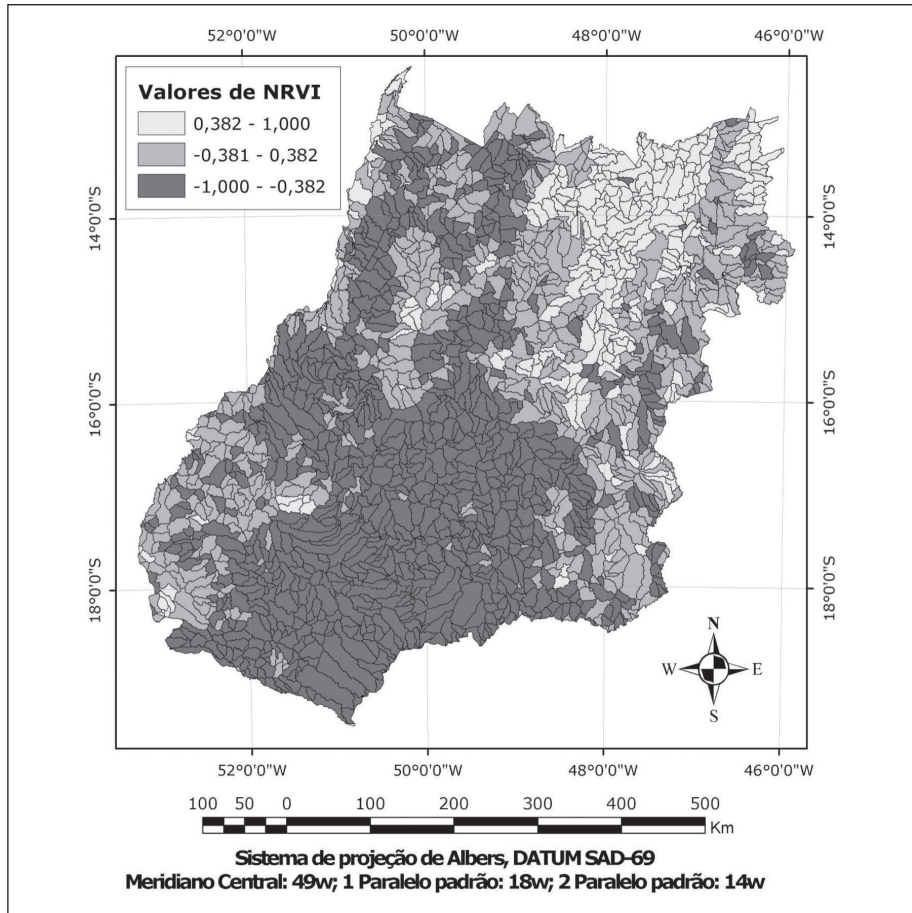 52°0'0"W 50°0'0"W 48°0'0"W 46°0'0"W
Valores de NRVI
0,382 - 1,000
-0,381 - 0,382
-1,000 - -0,382
14°0'0"S
14°0'0"S
16°0'0"S
16°0'0"S
18°0'0"S
18°0'0"S
N
W E
S
52°0'0"W 50°0'0"W 48°0'0"W 46°0'0"W
100 50 0 100 200 300 400 500
Km
Sistema de projeção de Albers, DATUM SAD-69
Meridiano Central: 49w; 1 Paralelo padrão: 18w; 2 Paralelo padrão: 14w